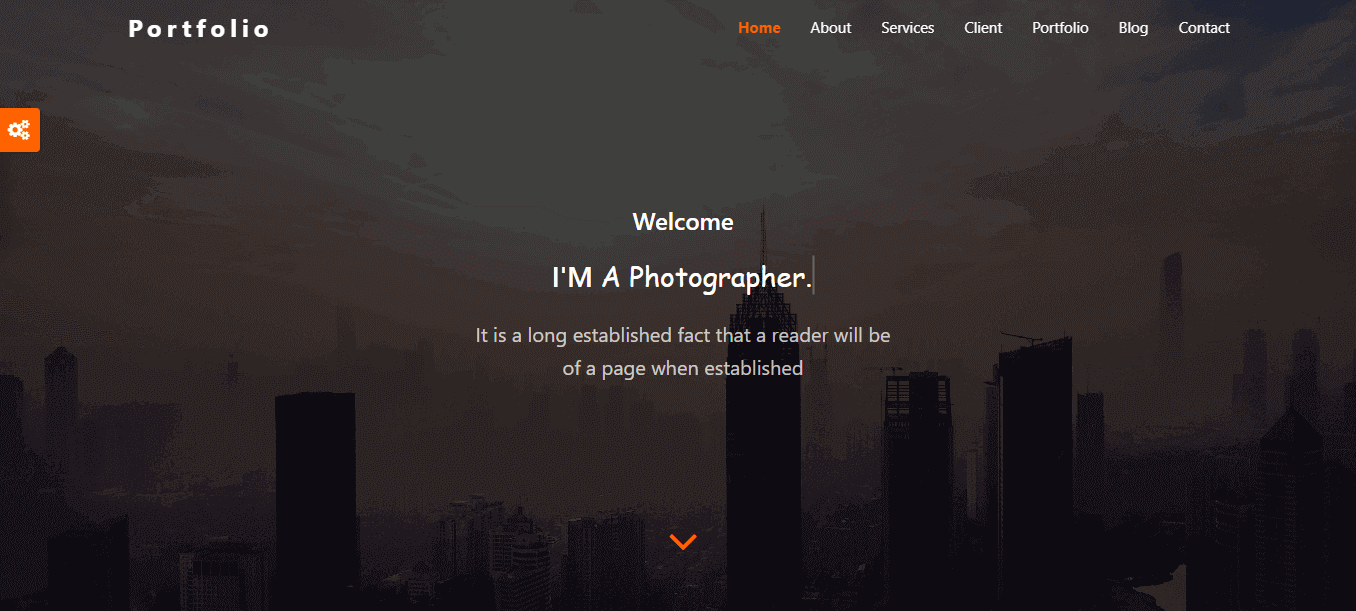 Portfolio
Home About Services Client Portfolio Blog Contact
Welcome
I'M A Photographer.
It is a long established fact that a reader will be
of a page when established